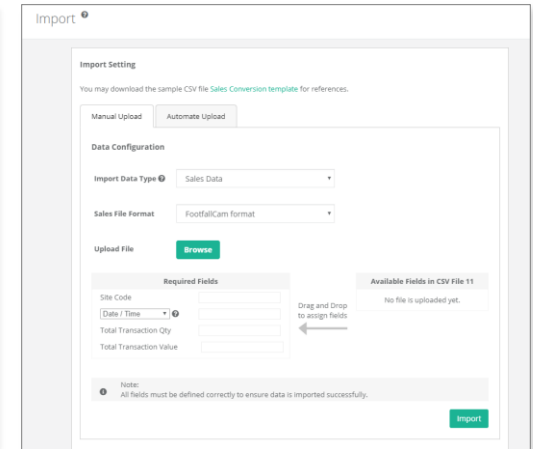 Import
Import Setting
You may download the sample CSV file Sales Conversion template for references.
Manual Upload
Automate Upload
Data Configuration
Import Data Type
Sales Data
Sales File Format
FootfallCam format
Upload File
Browse
Required Fields
Site Code
Date / Time
Total Transaction Qty
Total Transaction Value
Drag and Drop
to assign fields
Available Fields in CSV File 11
No file is uploaded yet.
Note:
All fields must be defined correctly to ensure data is imported successfully.
Import